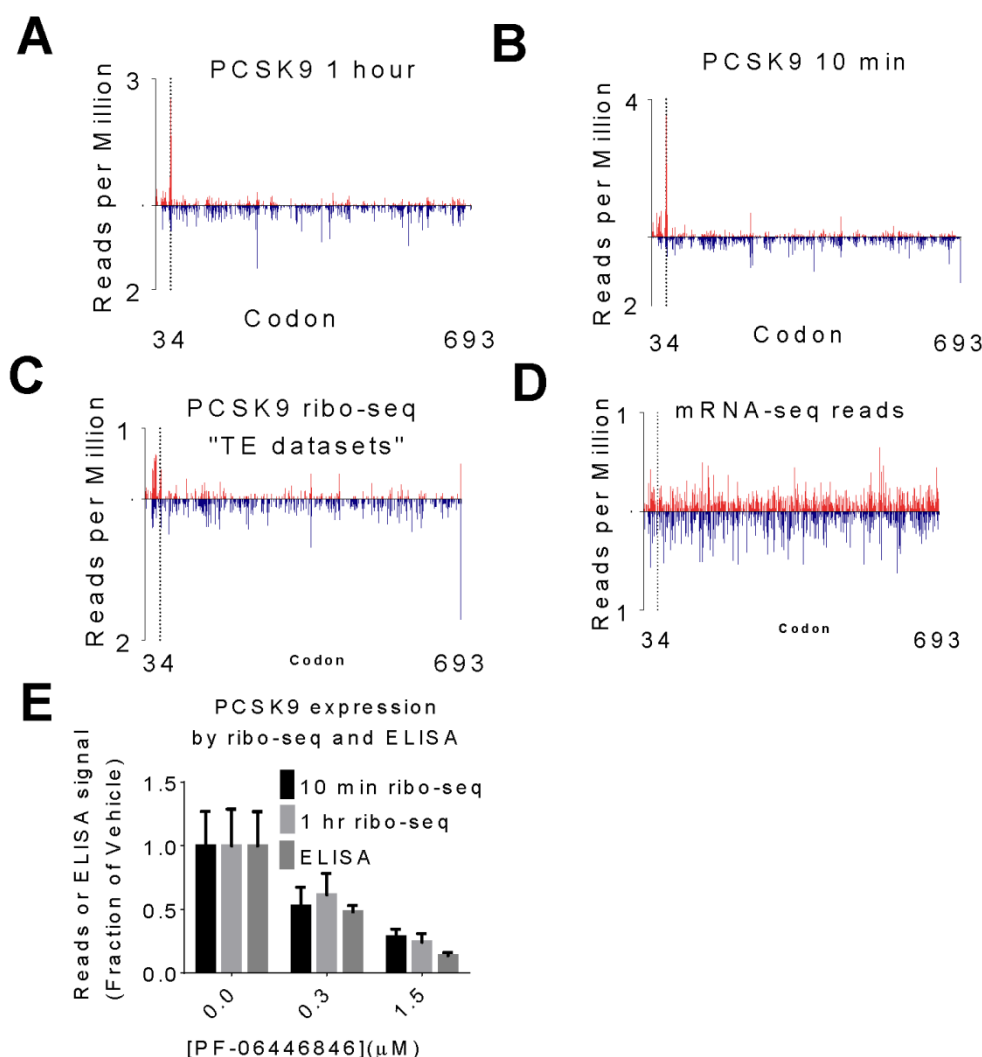 A
PCSK9 1 hour
3
Reads per Million
2
Codon
34
693
B
PCSK9 10 min
4
Reads per Million
2
Codon
34
693
C
PCSK9 ribo-seq
"TE datasets"
1
Reads per Million
2
Codon
34
693
D
mRNA-seq reads
1
Reads per Million
1
Codon
34
693
E
PCSK9 expression
by ribo-seq and ELISA
Reads or ELISA signal
(Fraction of Vehicle)
10 min ribo-seq
1 hr ribo-seq
ELISA
1.5
1.0
0.5
0.0
0.0
0.3
1.5
[PF-06446846](μM)